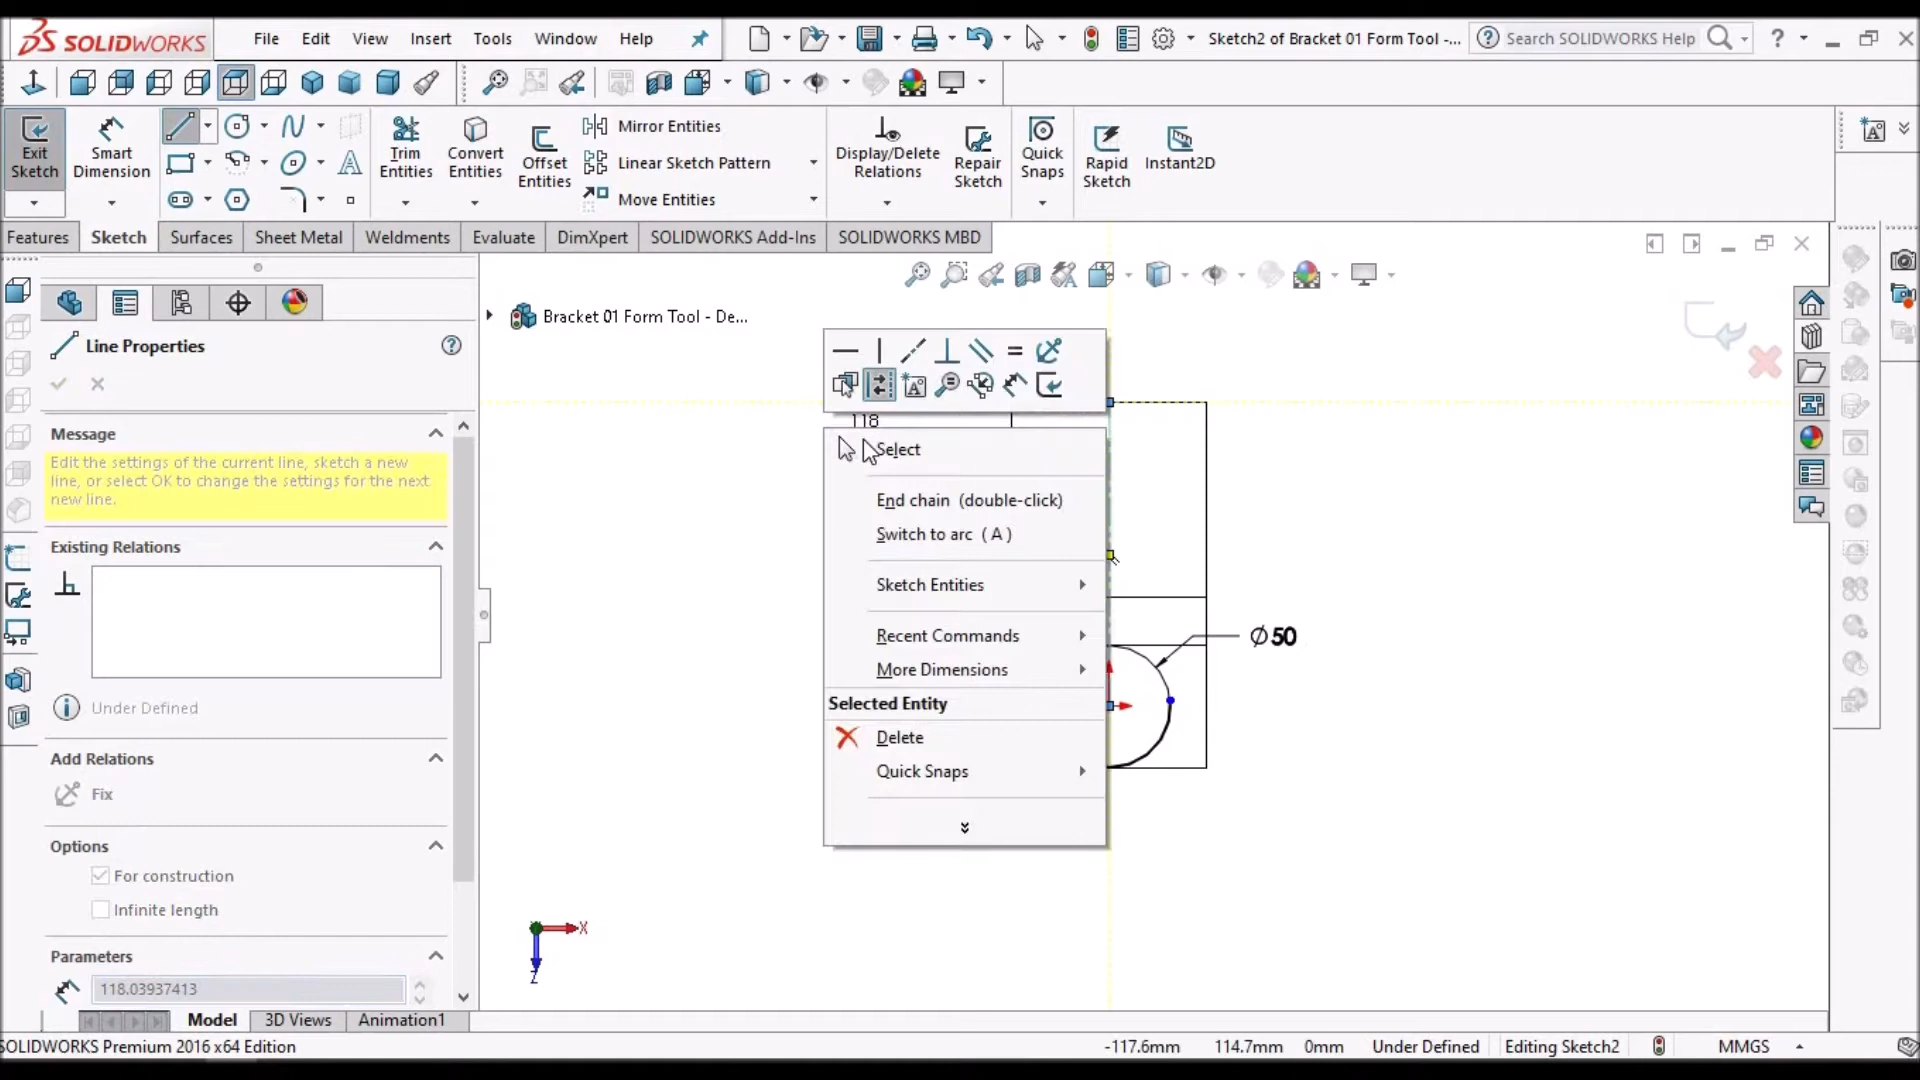 SOLIDWORKS
File Edit View Insert Tools Window Help
Sketch2 of Bracket 01 Form Tool -...
Search SOLIDWORKS Help
Exit Sketch
Smart Dimension
Trim Entities
Convert Entities
Offset Entities
Mirror Entities
Linear Sketch Pattern
Move Entities
Display/Delete Relations
Repair Sketch
Quick Snaps
Rapid Sketch
Instant2D
Features Sketch Surfaces Sheet Metal Weldments Evaluate DimXpert SOLIDWORKS Add-Ins SOLIDWORKS MBD
Bracket 01 Form Tool - De...
Line Properties
Message
Edit the settings of the current line, sketch a new
line, or select OK to change the settings for the next
new line.
Existing Relations
Under Defined
Add Relations
Fix
Options
For construction
Infinite length
Parameters
118.03937413
118
Select
End chain (double-click)
Switch to arc ( A )
Sketch Entities
Recent Commands
More Dimensions
Selected Entity
Delete
Quick Snaps
∅50
X
Z
Model 3D Views Animation1
SOLIDWORKS Premium 2016 x64 Edition
-117.6mm 114.7mm 0mm Under Defined Editing Sketch2 MMGS